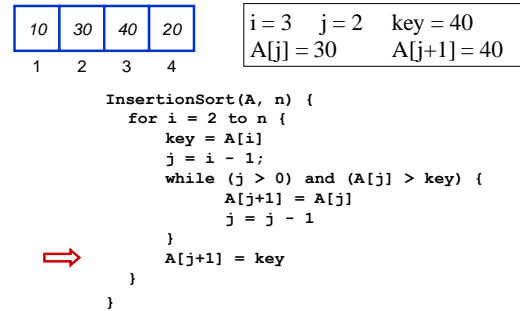 10 30 40 20
1 2 3 4
i = 3 j = 2 key = 40
A[j] = 30 A[j+1] = 40
InsertionSort(A, n) {
for i = 2 to n {
key = A[i]
j = i - 1;
while (j > 0) and (A[j] > key) {
A[j+1] = A[j]
j = j - 1
}
A[j+1] = key
}
}